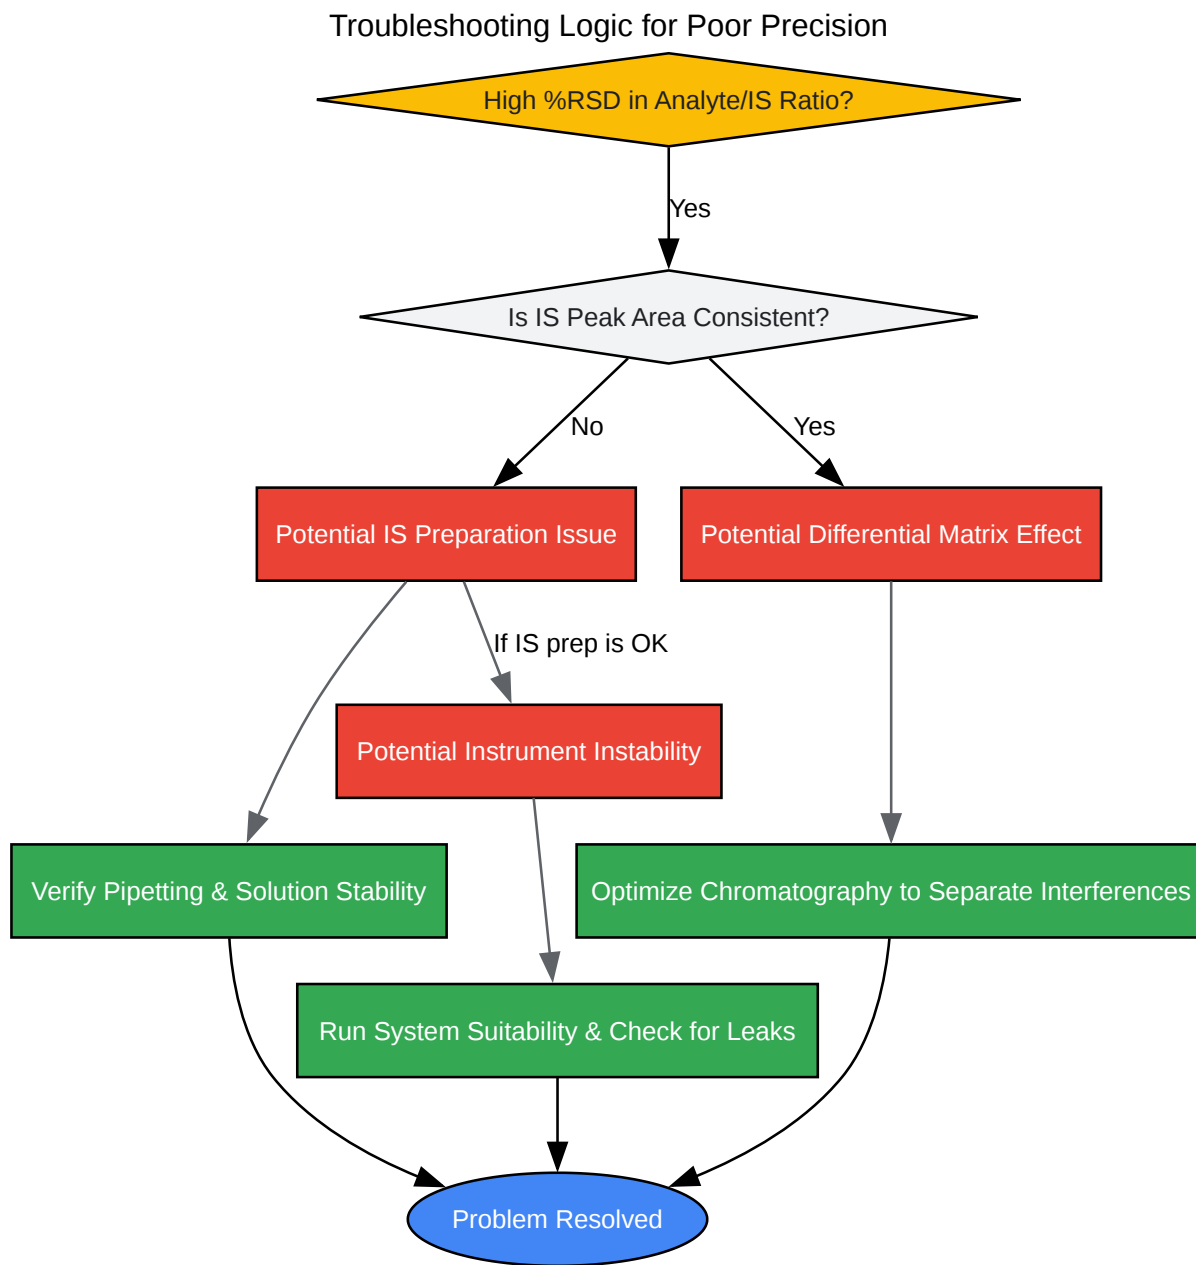 Troubleshooting Logic for Poor Precision
High %RSD in Analyte/IS Ratio?
Yes
Is IS Peak Area Consistent?
No
Yes
Potential IS Preparation Issue
Potential Differential Matrix Effect
If IS prep is OK
Potential Instrument Instability
Verify Pipetting & Solution Stability
Optimize Chromatography to Separate Interferences
Run System Suitability & Check for Leaks
Problem Resolved